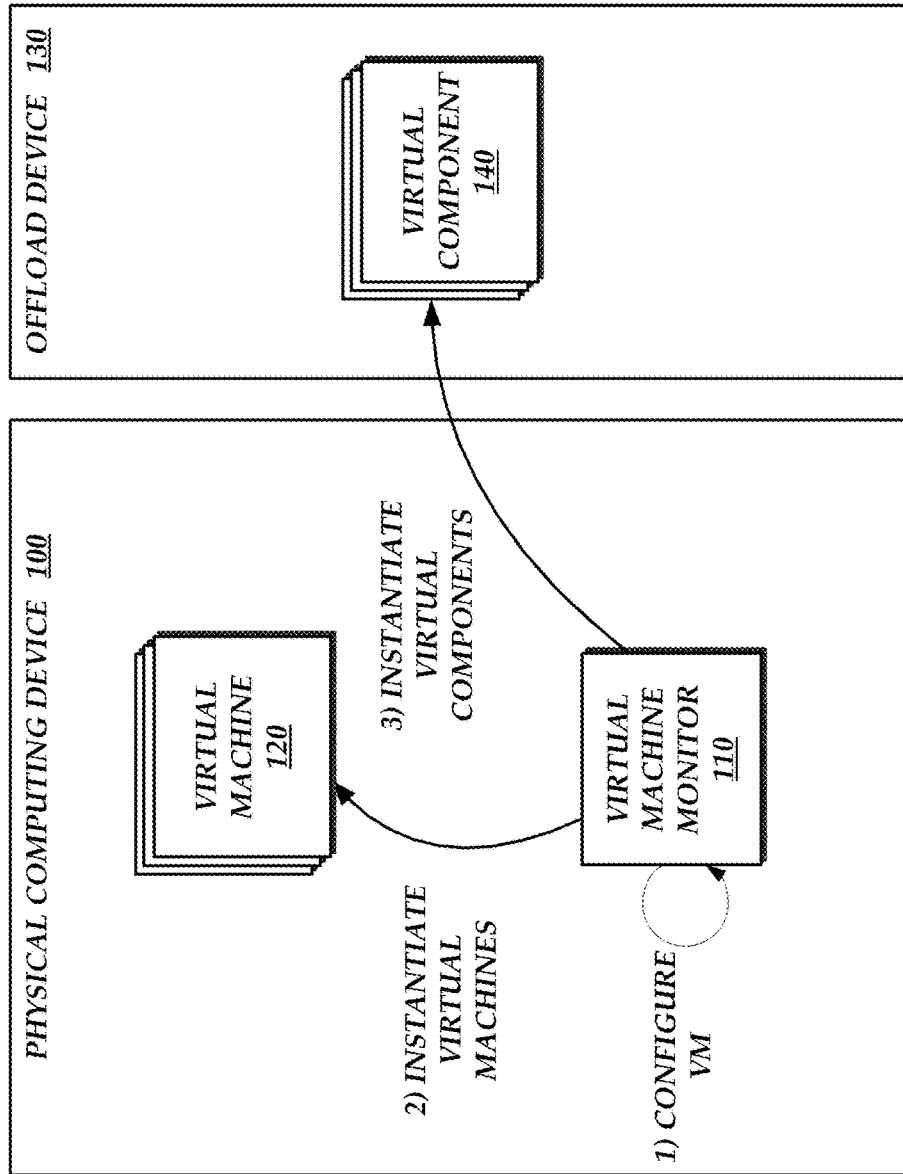 PHYSICAL COMPUTING DEVICE 100
OFFLOAD DEVICE 130
VIRTUAL
MACHINE
120
VIRTUAL
COMPONENT
140
2) INSTANTIATE
VIRTUAL
MACHINES
3) INSTANTIATE
VIRTUAL
COMPONENTS
1) CONFIGURE
VM
VIRTUAL
MACHINE
MONITOR
110